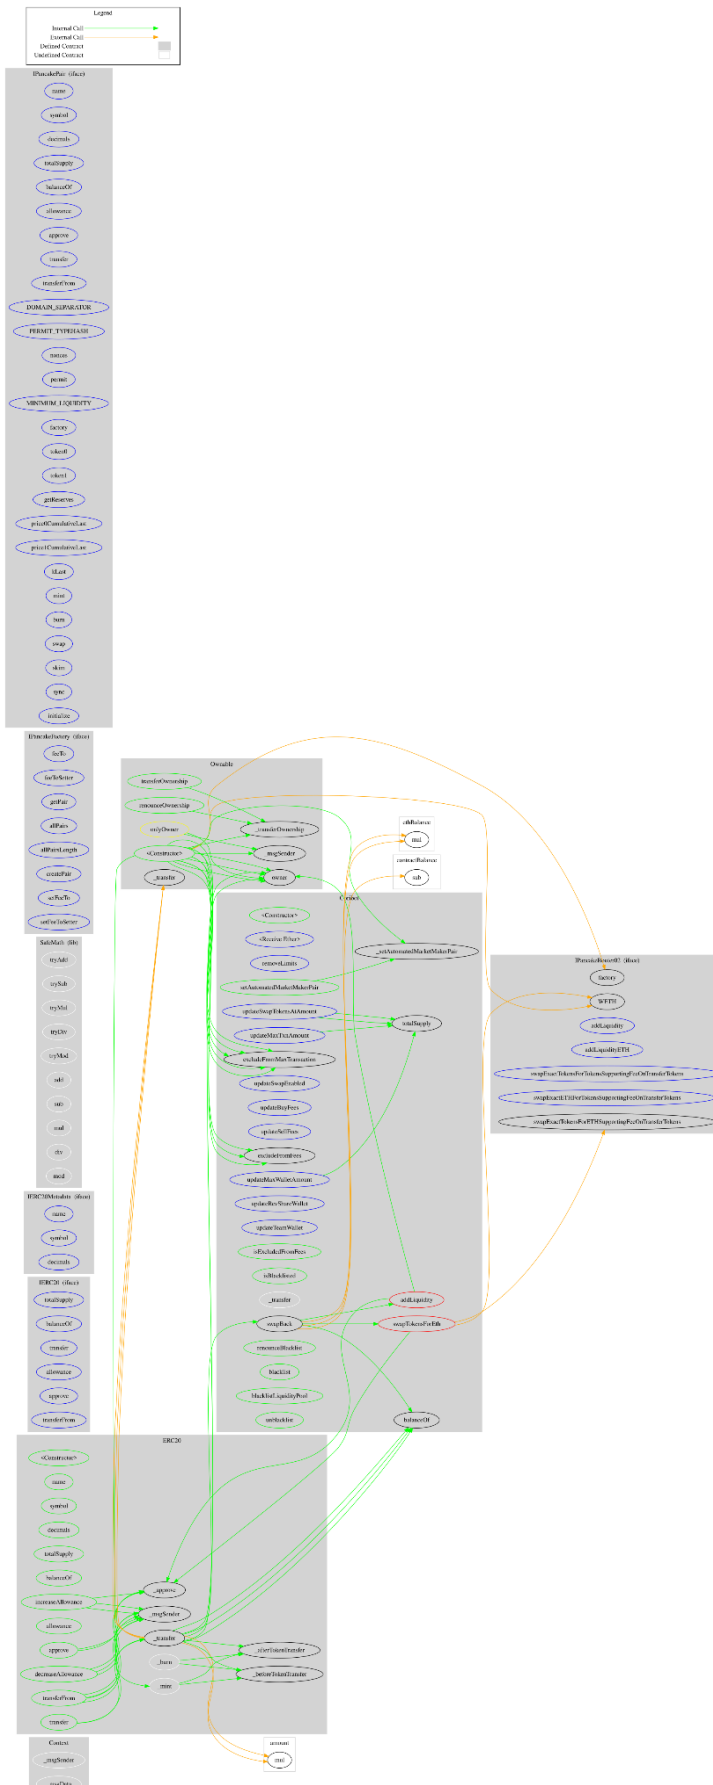 Legend
Internal Call
External Call
Defined Contract
Undefined Contract
IPancakePair (iface)
name
symbol
decimals
totalSupply
balanceOf
allowance
approve
transfer
transferFrom
DOMAIN_SEPARATOR
PERMIT_TYPEHASH
nonces
permit
MINIMUM_LIQUIDITY
factory
token0
token1
getReserves
price0CumulativeLast
price1CumulativeLast
kLast
mint
burn
swap
skim
sync
initialize
IPancakeFactory (iface)
feeTo
feeToSetter
getPair
allPairs
allPairsLength
createPair
setFeeTo
setFeeToSetter
SafeMath (lib)
tryAdd
trySub
tryMul
tryDiv
tryMod
add
sub
mul
div
mod
IERC20Metadata (iface)
name
symbol
decimals
IERC20 (iface)
totalSupply
balanceOf
transfer
allowance
approve
transferFrom
Ownable
transferOwnership
renounceOwnership
onlyOwner
<Constructor>
_transfer
_transferOwnership
_msgSender
owner
ethBalance
mul
contractBalance
sub
<Constructor>
<Receive Ether>
removeLimits
setAutomatedMarketMakerPair
updateSwapTokensAtAmount
updateMaxTxnAmount
excludeFromMaxTransaction
updateSwapEnabled
updateBuyFees
updateSellFees
excludeFromFees
updateMaxWalletAmount
updateRevShareWallet
updateTeamWallet
isExcludedFromFees
isBlacklisted
_transfer
swapBack
renounceBlacklist
blacklist
blacklistLiquidityPool
unblacklist
_setAutomatedMarketMakerPair
totalSupply
addLiquidity
swapTokensForEth
balanceOf
IPancakeRouter02 (iface)
factory
WETH
addLiquidity
addLiquidityETH
swapExactTokensForTokensSupportingFeeOnTransferTokens
swapExactETHForTokensSupportingFeeOnTransferTokens
swapExactTokensForETHSupportingFeeOnTransferTokens
ERC20
<Constructor>
name
symbol
decimals
totalSupply
balanceOf
increaseAllowance
allowance
approve
decreaseAllowance
transferFrom
transfer
_approve
_msgSender
_transfer
_burn
_mint
_afterTokenTransfer
_beforeTokenTransfer
Context
_msgSender
_msgData
amount
mul